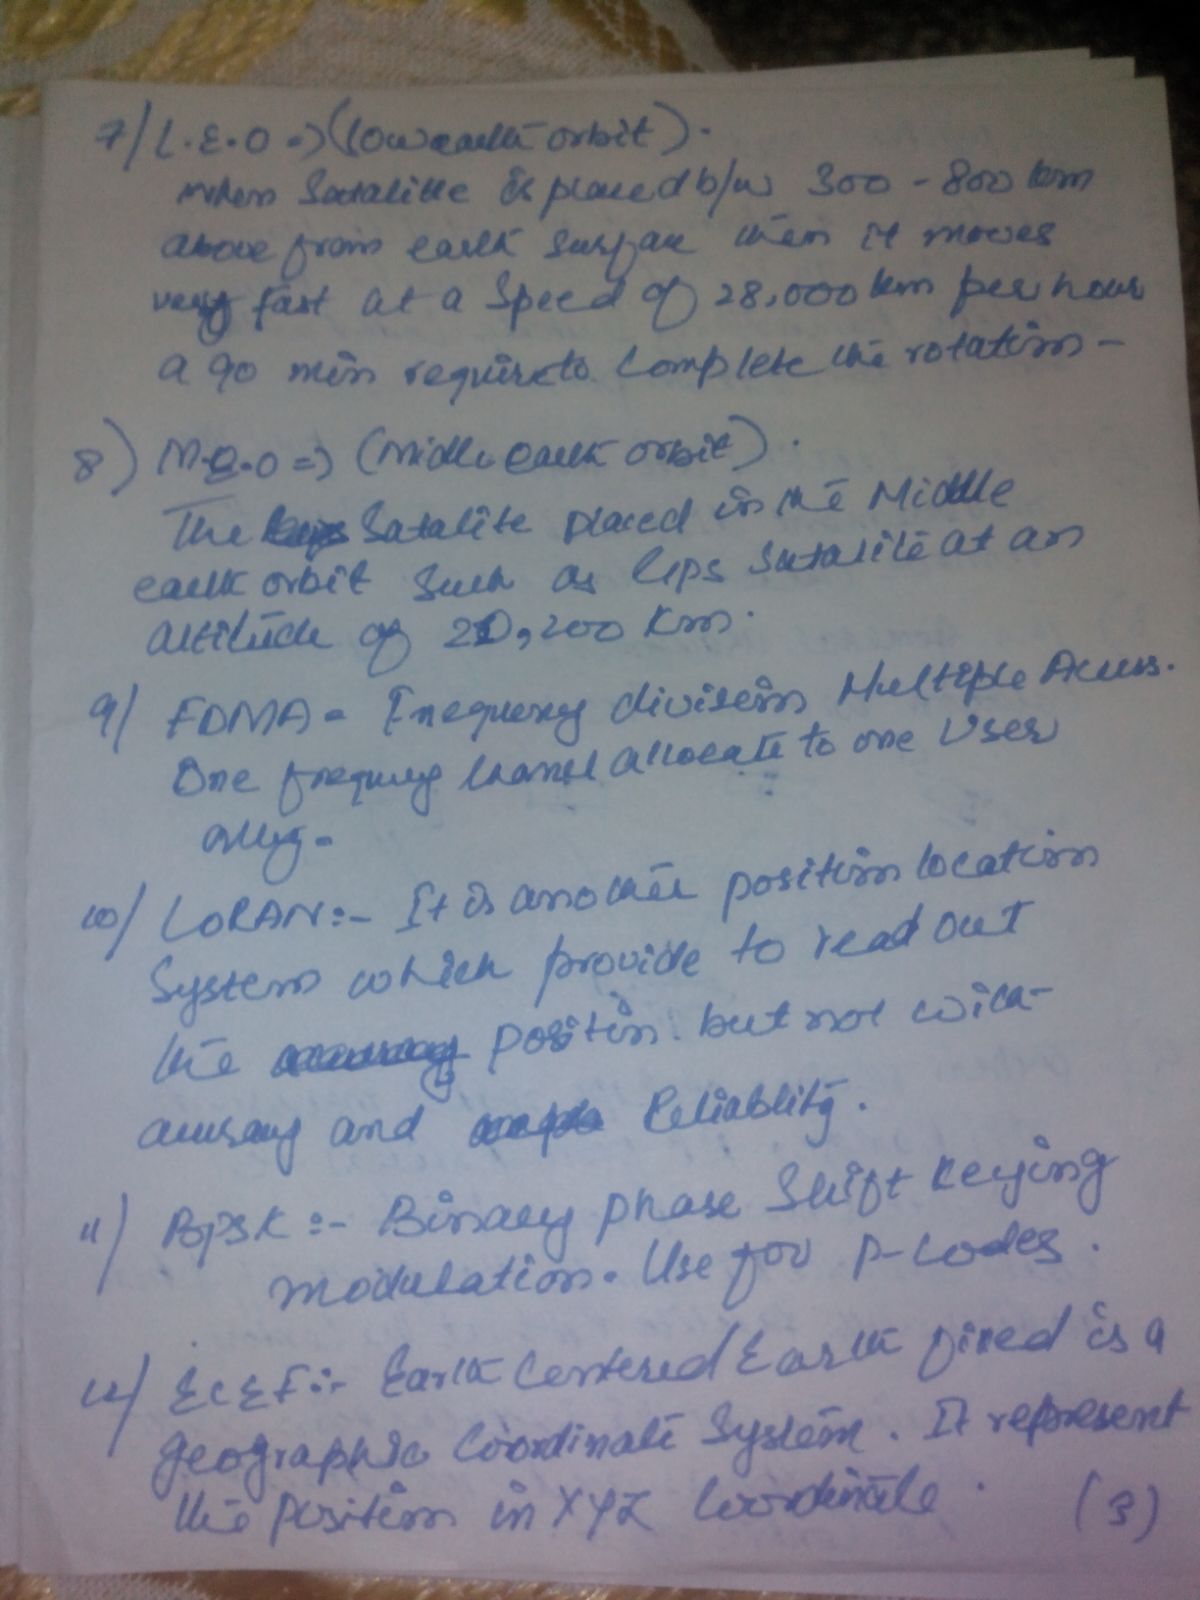 7/ L.E.O => (low earth orbit).
when Satalite is placed b/w 300 - 800 km
above from earth surface then it moves
very fast at a speed of 28,000 km per hour
a 90 min require to complete the rotation -
8) M.E.O => (Middle earth orbit).
The Satalite placed in the Middle
earth orbit such as Gps Satalite at an
altitude of 20,200 Km.
9/ FDMA = Frequency division Multiple Access.
One frequency channel allocate to one User
only -
10/ LORAN :- It is another position location
System which provide to read out
the position. but not with
accuracy and Reliablity.
11/ BPSK :- Binary phase Shift Keying
modulation. Use for P-Codes.
12/ ECEF :- Earth Centered Earth fixed is a
geographic Coordinate System. It represent
the position in XYZ Coordinate.
(3)